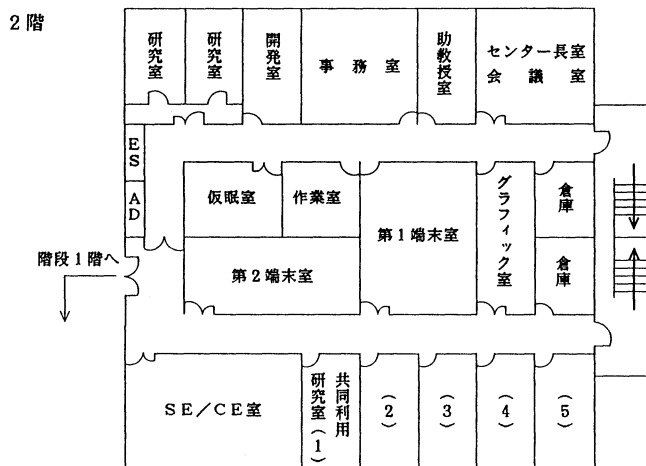 2階
研究室
研究室
開発室
事務室
助教授室
センター長室
会議室
ES
AD
仮眠室
作業室
第1端末室
グラフィック室
倉庫
階段1階へ
第2端末室
倉庫
SE/CE室
共同利用
研究室(1)
(2)
(3)
(4)
(5)